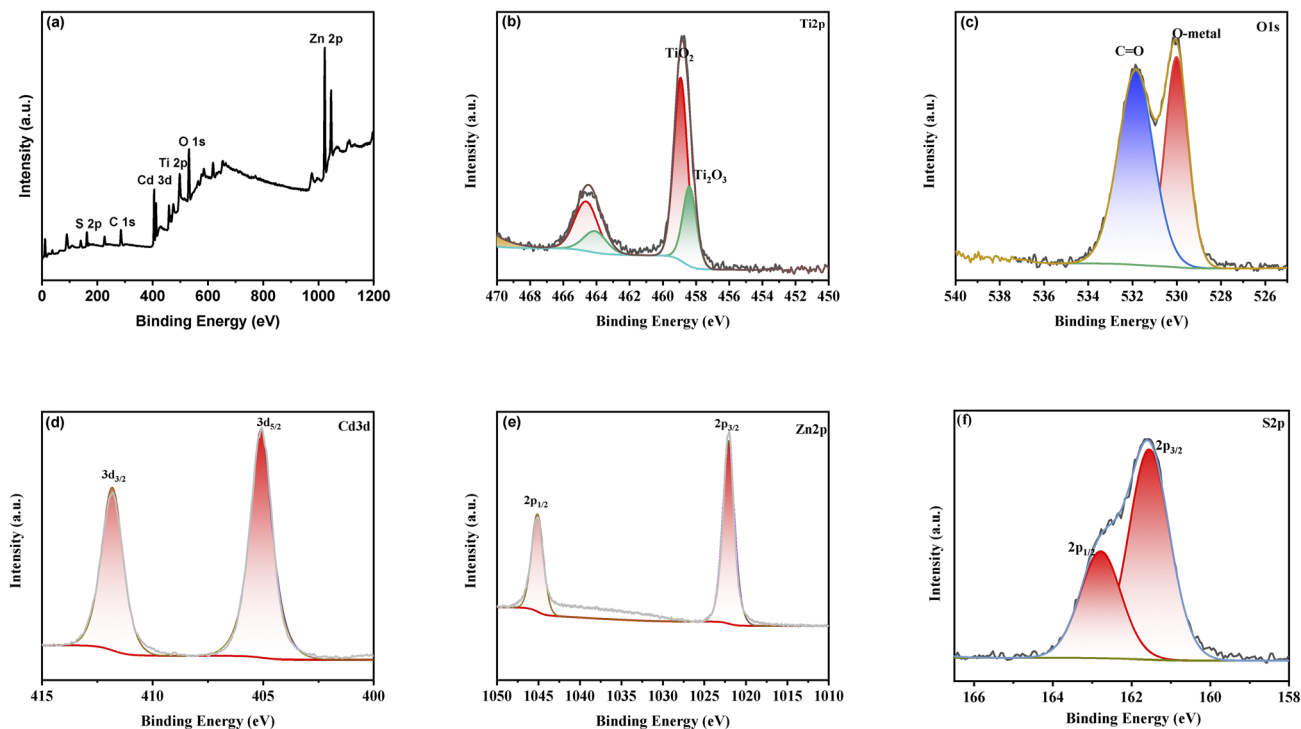 (a)
Zn 2p
O 1s
Ti 2p
Cd 3d
S 2p
C 1s
Intensity (a.u.)
0 200 400 600 800 1000 1200
Binding Energy (eV)
(b)
Ti2p
TiO₂
Ti₂O₃
Intensity (a.u.)
470 468 466 464 462 460 458 456 454 452 450
Binding Energy (eV)
(c)
O1s
O-metal
C=O
Intensity (a.u.)
540 538 536 534 532 530 528 526
Binding Energy (eV)
(d)
Cd3d
3d₅/₂
3d₃/₂
Intensity (a.u.)
415 410 405 400
Binding Energy (eV)
(e)
Zn2p
2p₃/₂
2p₁/₂
Intensity (a.u.)
1050 1045 1040 1035 1030 1025 1020 1015 1010
Binding Energy (eV)
(f)
S2p
2p₃/₂
2p₁/₂
Intensity (a.u.)
166 164 162 160 158
Binding Energy (eV)